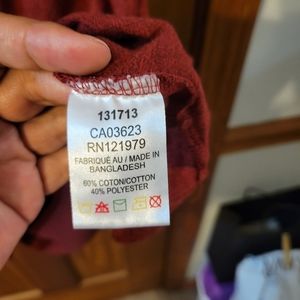 131713
CA03623
RN121979
FABRIQUÉ AU / MADE IN
BANGLADESH
60% COTON/COTTON
40% POLYESTER